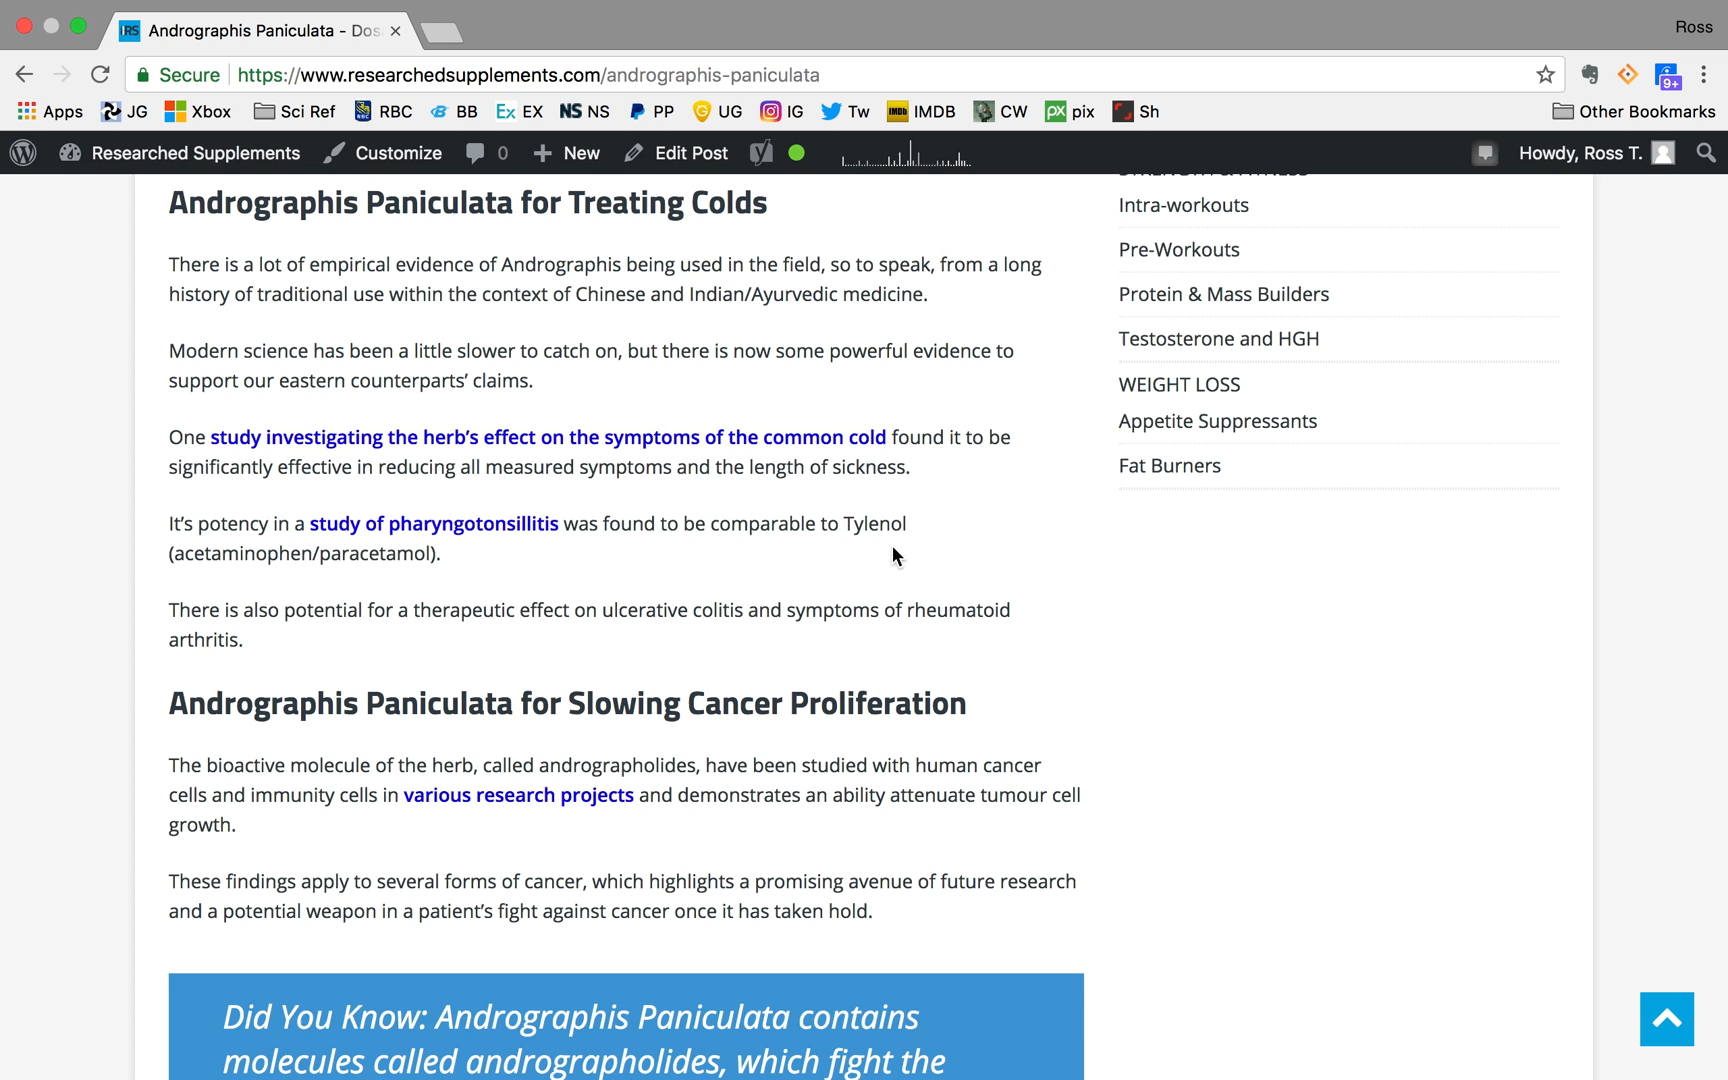 IRS Andrographis Paniculata - Dos
Ross
Secure https://www.researchedsupplements.com/andrographis-paniculata
9+
Apps JG Xbox Sci Ref RBC BB Ex EX NS NS PP UG IG Tw IMDb IMDB CW px pix Sh Other Bookmarks
Researched Supplements Customize 0 New Edit Post Howdy, Ross T.
Andrographis Paniculata for Treating Colds
There is a lot of empirical evidence of Andrographis being used in the field, so to speak, from a long
history of traditional use within the context of Chinese and Indian/Ayurvedic medicine.
Modern science has been a little slower to catch on, but there is now some powerful evidence to
support our eastern counterparts’ claims.
One study investigating the herb’s effect on the symptoms of the common cold found it to be
significantly effective in reducing all measured symptoms and the length of sickness.
It’s potency in a study of pharyngotonsillitis was found to be comparable to Tylenol
(acetaminophen/paracetamol).
There is also potential for a therapeutic effect on ulcerative colitis and symptoms of rheumatoid
arthritis.
Andrographis Paniculata for Slowing Cancer Proliferation
The bioactive molecule of the herb, called andrographolides, have been studied with human cancer
cells and immunity cells in various research projects and demonstrates an ability attenuate tumour cell
growth.
These findings apply to several forms of cancer, which highlights a promising avenue of future research
and a potential weapon in a patient’s fight against cancer once it has taken hold.
Did You Know: Andrographis Paniculata contains
molecules called andrographolides, which fight the
Intra-workouts
Pre-Workouts
Protein & Mass Builders
Testosterone and HGH
WEIGHT LOSS
Appetite Suppressants
Fat Burners